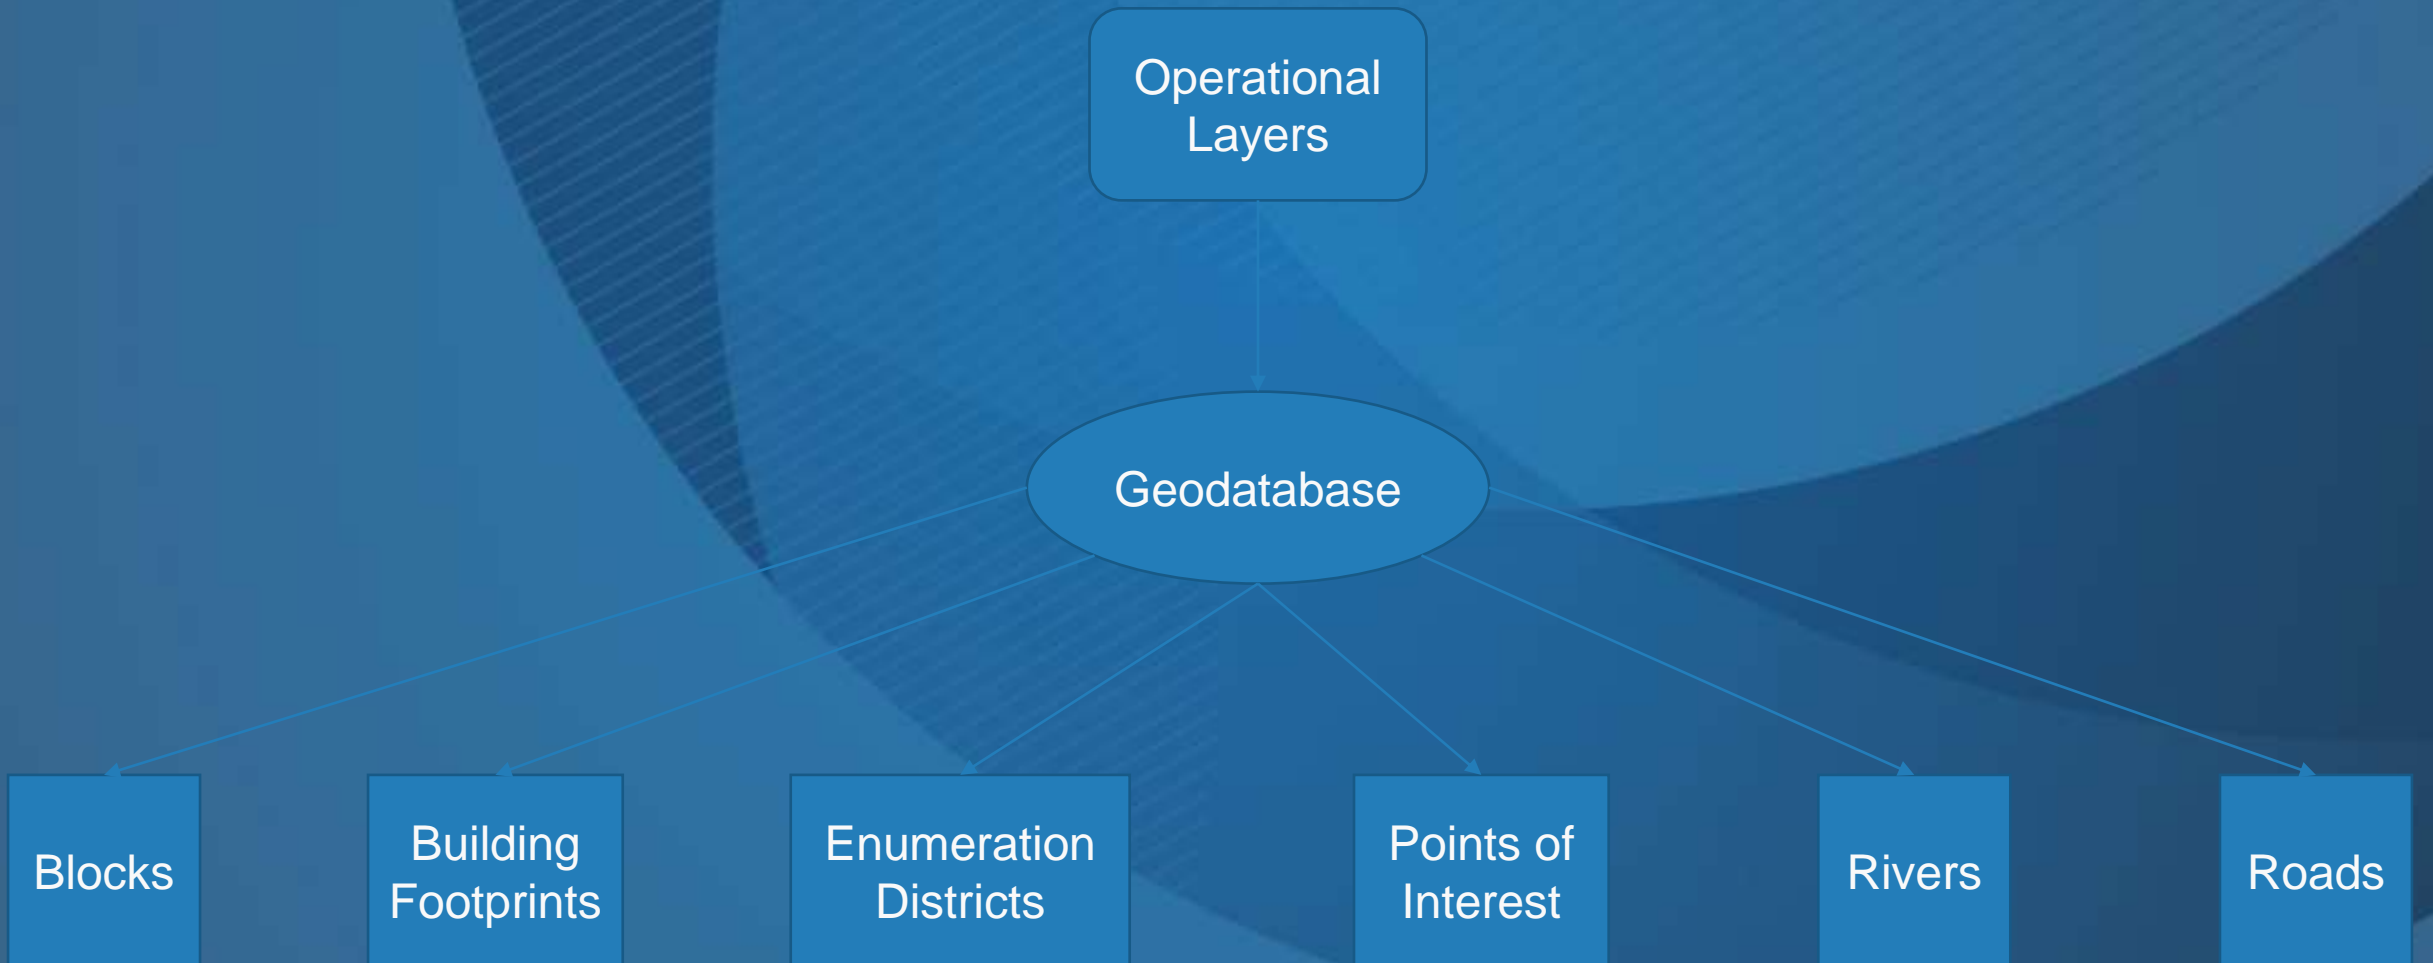 Operational
Layers
Geodatabase
Blocks
Building
Footprints
Enumeration
Districts
Points of
Interest
Rivers
Roads